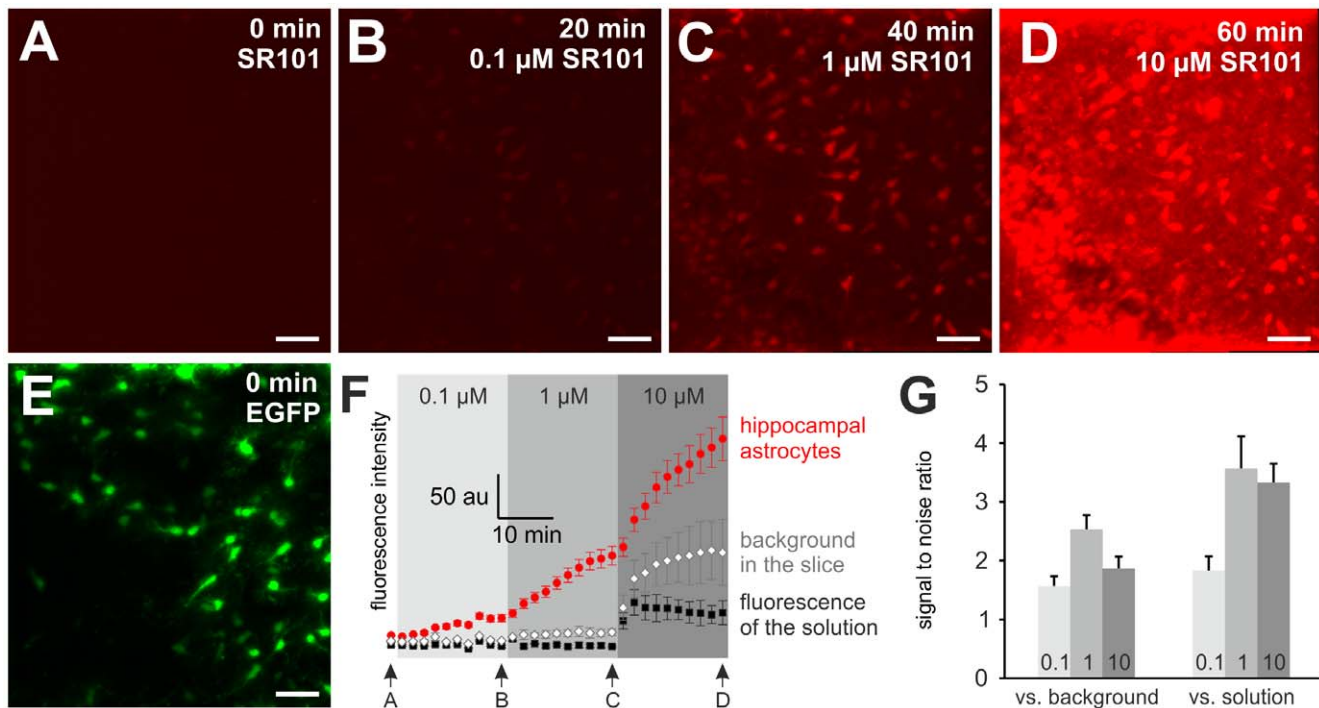 A
0 min
SR101
B
20 min
0.1 µM SR101
C
40 min
1 µM SR101
D
60 min
10 µM SR101
E
0 min
EGFP
F
0.1 µM
1 µM
10 µM
fluorescence intensity
50 au
10 min
hippocampal
astrocytes
background
in the slice
fluorescence
of the solution
A
B
C
D
G
signal to noise ratio
5
4
3
2
1
0
0.1
1
10
0.1
1
10
vs. background
vs. solution